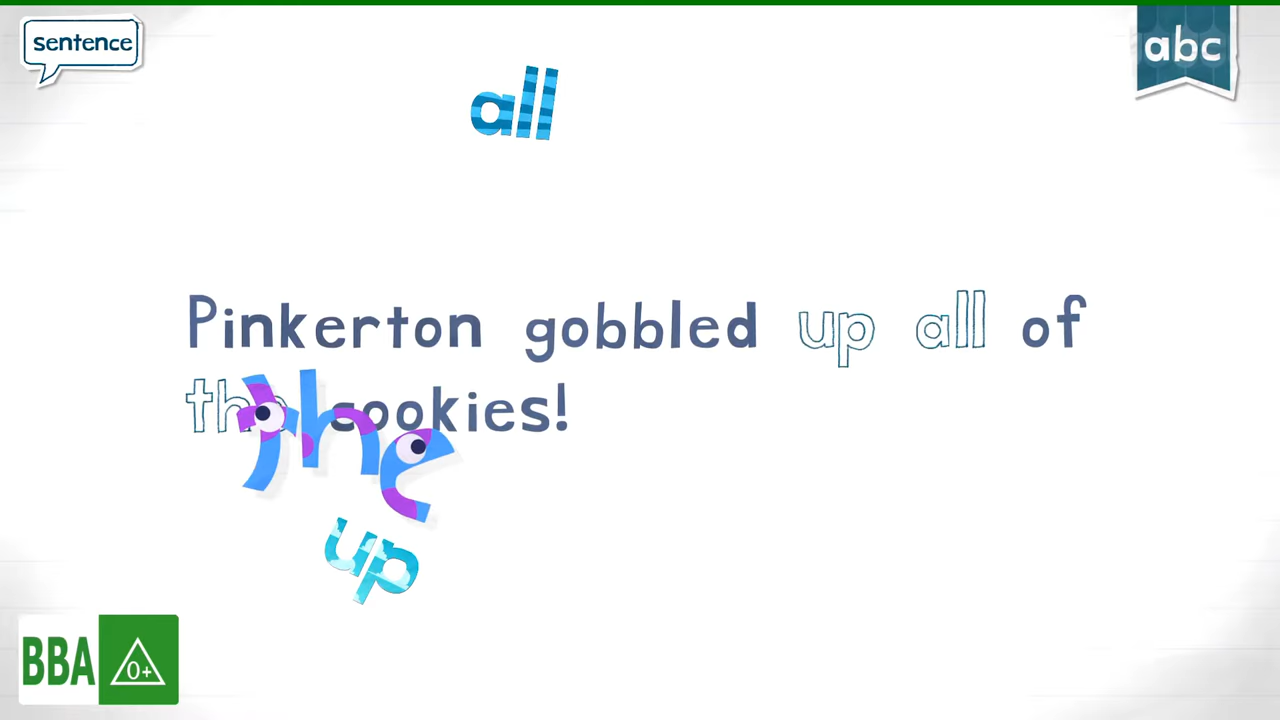 sentence
abc
all
Pinkerton gobbled up all of
the cookies!
the
up
BBA
0+